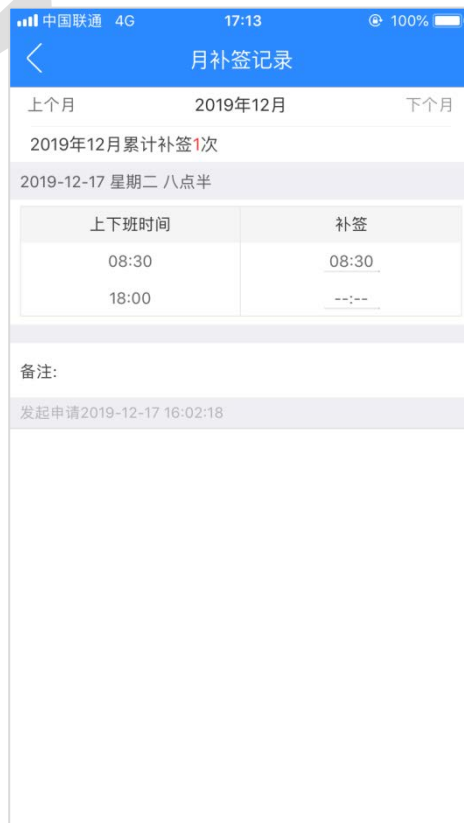 中国联通 4G 17:13 100%
月补签记录
上个月 2019年12月 下个月
2019年12月累计补签1次
2019-12-17 星期二 八点半
上下班时间 补签
08:30 08:30
18:00 --:--
备注:
发起申请2019-12-17 16:02:18